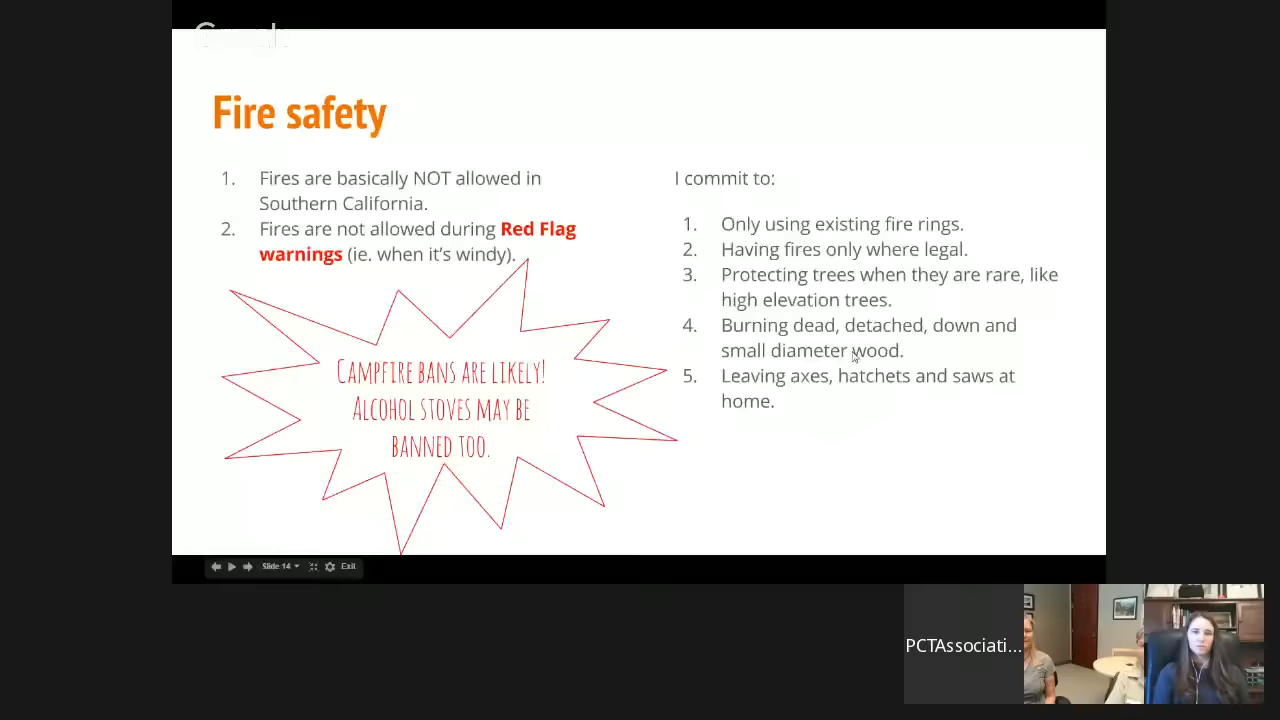 Fire safety
1. Fires are basically NOT allowed in
Southern California.
2. Fires are not allowed during Red Flag
warnings (ie. when it's windy).
CAMPFIRE BANS ARE LIKELY!
ALCOHOL STOVES MAY BE
BANNED TOO.
I commit to:
1. Only using existing fire rings.
2. Having fires only where legal.
3. Protecting trees when they are rare, like
high elevation trees.
4. Burning dead, detached, down and
small diameter wood.
5. Leaving axes, hatchets and saws at
home.
Slide 14
Exit
PCTAssociati...